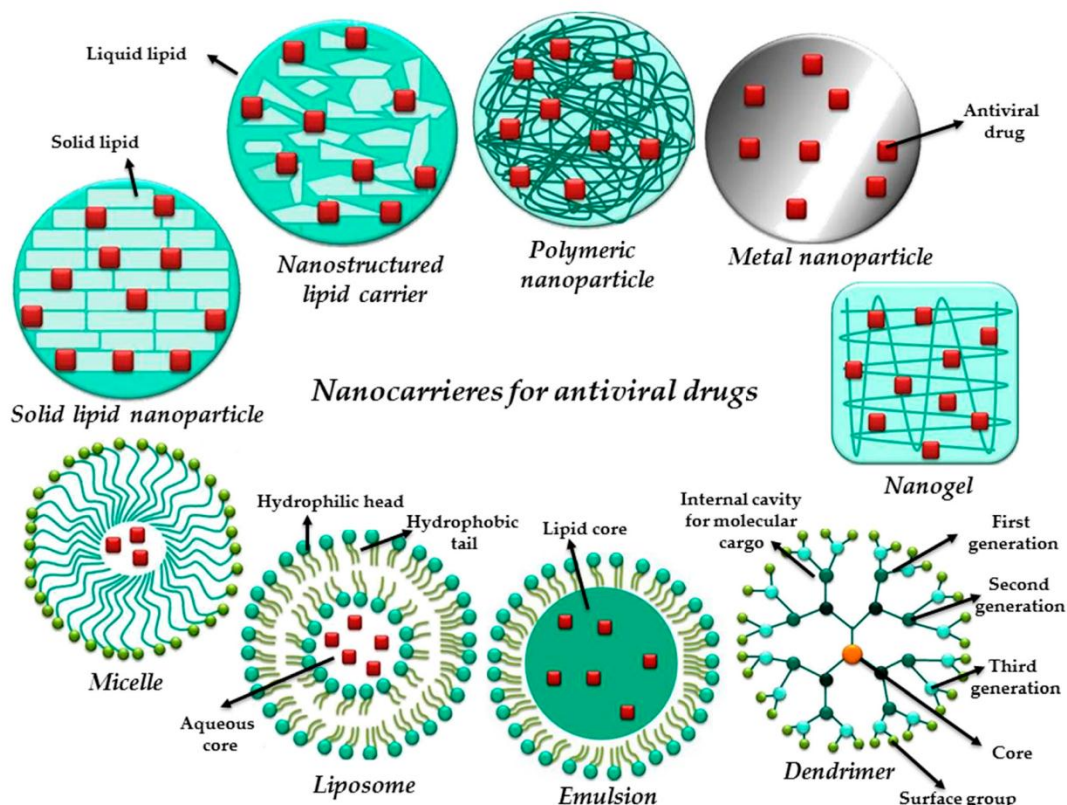 Liquid lipid
Solid lipid
Antiviral
drug
Nanostructured
lipid carrier
Polymeric
nanoparticle
Metal nanoparticle
Solid lipid nanoparticle
Nanocarrieres for antiviral drugs
Nanogel
Hydrophilic head
Hydrophobic
tail
Lipid core
Internal cavity
for molecular
cargo
First
generation
Second
generation
Third
generation
Micelle
Aqueous
core
Liposome
Emulsion
Dendrimer
Core
Surface group